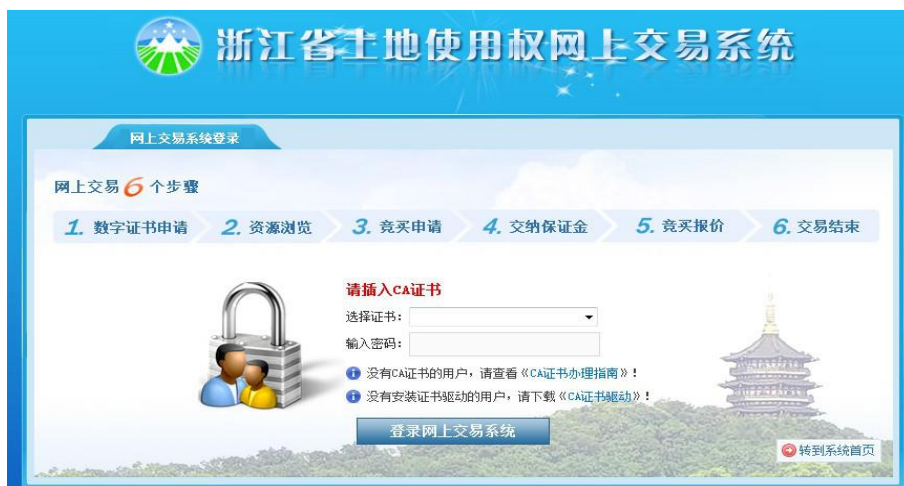 浙江省土地使用权网上交易系统
网上交易系统登录
网上交易6个步骤
1. 数字证书申请 2. 资源浏览 3. 竞买申请 4. 交纳保证金 5. 竞买报价 6. 交易结束
请插入CA证书
选择证书:
输入密码:
没有CA证书的用户,请查看《CA证书办理指南》!
没有安装证书驱动的用户,请下载《CA证书驱动》!
登录网上交易系统
转到系统首页